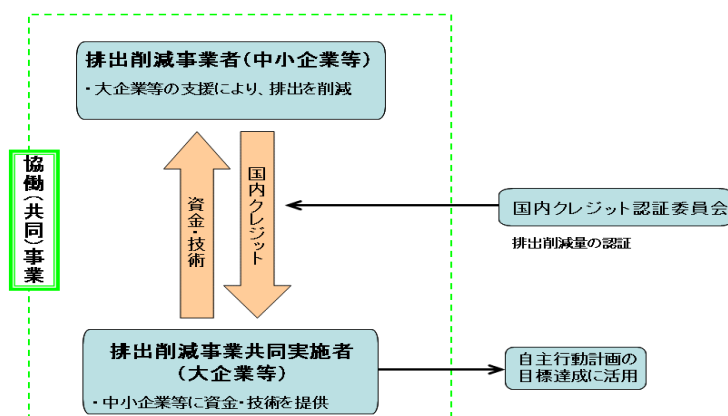 排出削減事業者(中小企業等)
・大企業等の支援により、排出を削減
協働(共同)事業
資金・技術
国内クレジット
国内クレジット認証委員会
排出削減量の認証
排出削減事業共同実施者
(大企業等)
・中小企業等に資金・技術を提供
自主行動計画の
目標達成に活用